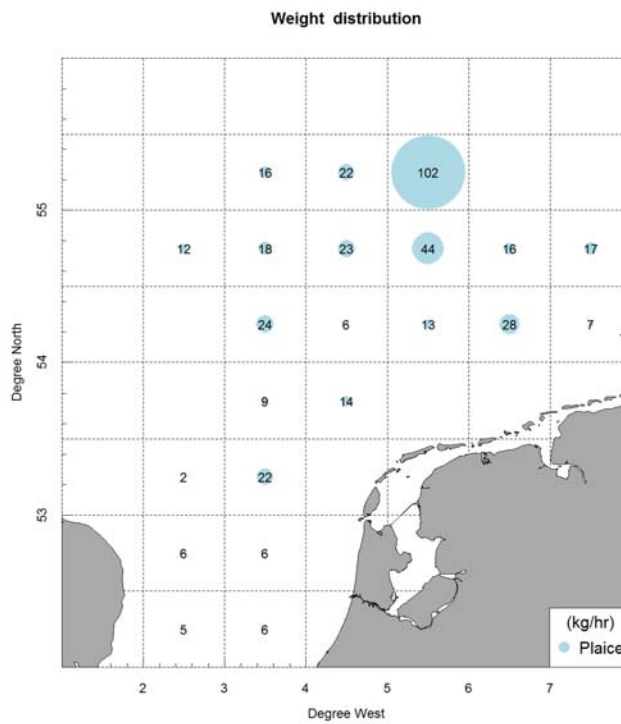 Weight distribution
16 22 102
55
12 18 23 44 16 17
24 6 13 28 7
54
9 14
2 22
53
6 6
5 6
(kg/hr)
Plaice
2 3 4 5 6 7
Degree West
Degree North